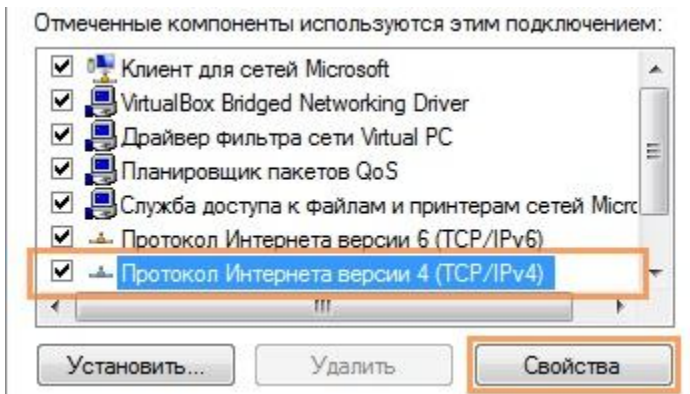 Отмеченные компоненты используются этим подключением:
Клиент для сетей Microsoft
VirtualBox Bridged Networking Driver
Драйвер фильтра сети Virtual PC
Планировщик пакетов QoS
Служба доступа к файлам и принтерам сетей Micro
Протокол Интернета версии 6 (TCP/IPv6)
Протокол Интернета версии 4 (TCP/IPv4)
Установить... Удалить Свойства